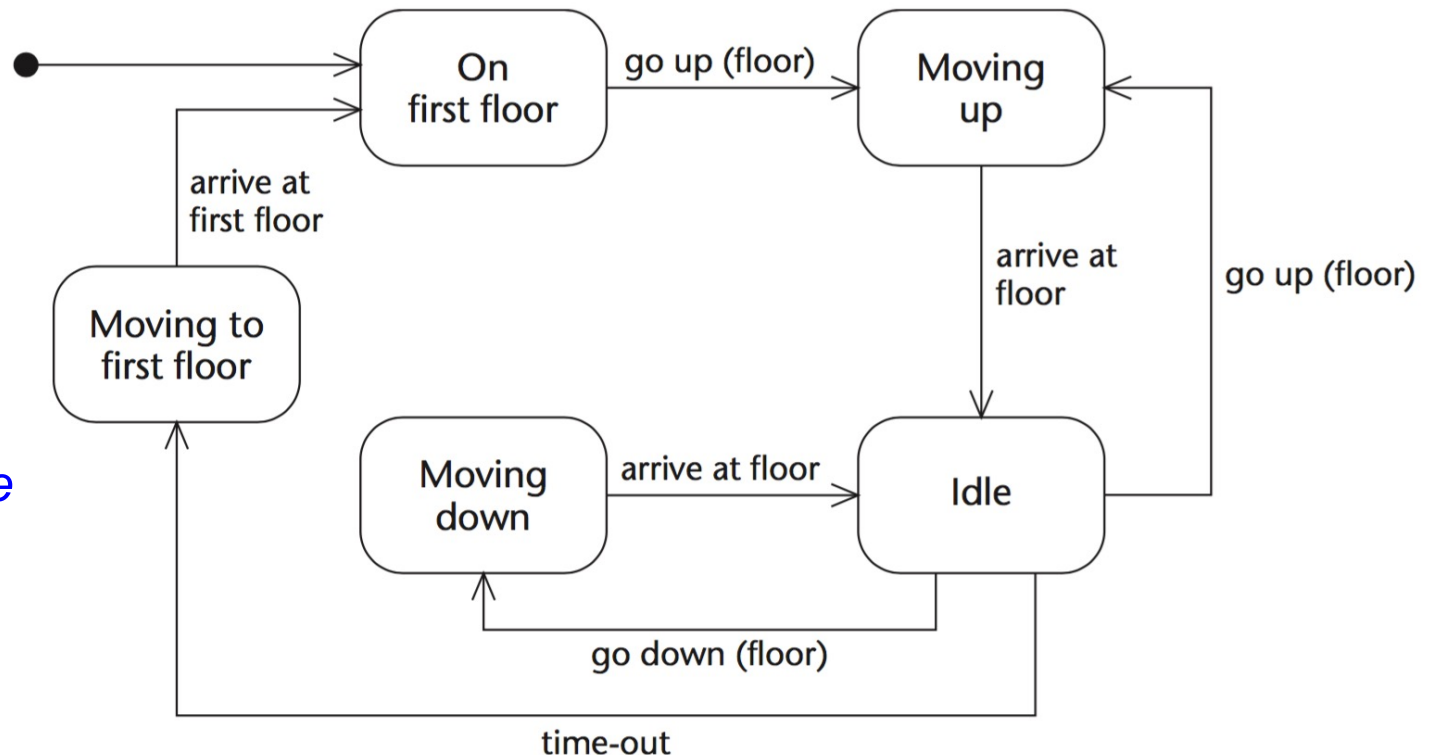 On
first floor
go up (floor)
Moving
up
arrive at
first floor
arrive at
floor
go up (floor)
Moving to
first floor
Moving
down
arrive at floor
Idle
e
go down (floor)
time-out